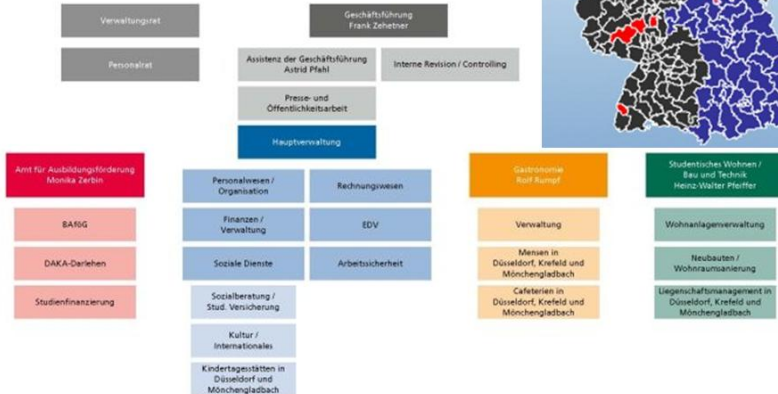 Verwaltungsret
Geschäftsführung
Frank Zehetner
Personalrat
Assistenz der Geschäftsführung
Astrid Pfahl
Interne Revision / Controlling
Presse- und
Öffentlichkeitsarbeit
Hauptverwaltung
Amt für Ausbildungsförderung
Monika Zerbin
BAföG
DAKA-Darlehen
Studienfinanzierung
Personalwesen /
Organisation
Rechnungswesen
Finanzen /
Verwaltung
EDV
Soziale Dienste
Arbeitssicherheit
Sozialberatung /
Stud. Versicherung
Kultur /
Internationales
Kindertagesstätten in
Düsseldorf und
Mönchengladbach
Gastronomie
Rolf Rumpf
Verwaltung
Mensen in
Düsseldorf, Krefeld und
Mönchengladbach
Cafeterien in
Düsseldorf, Krefeld und
Mönchengladbach
Studentisches Wohnen /
Bau und Technik
Heinz-Walter Pfeiffer
Wohnanlagenverwaltung
Neubauten /
Wohnraumsanierung
Liegenschaftsmanagement in
Düsseldorf, Krefeld und
Mönchengladbach